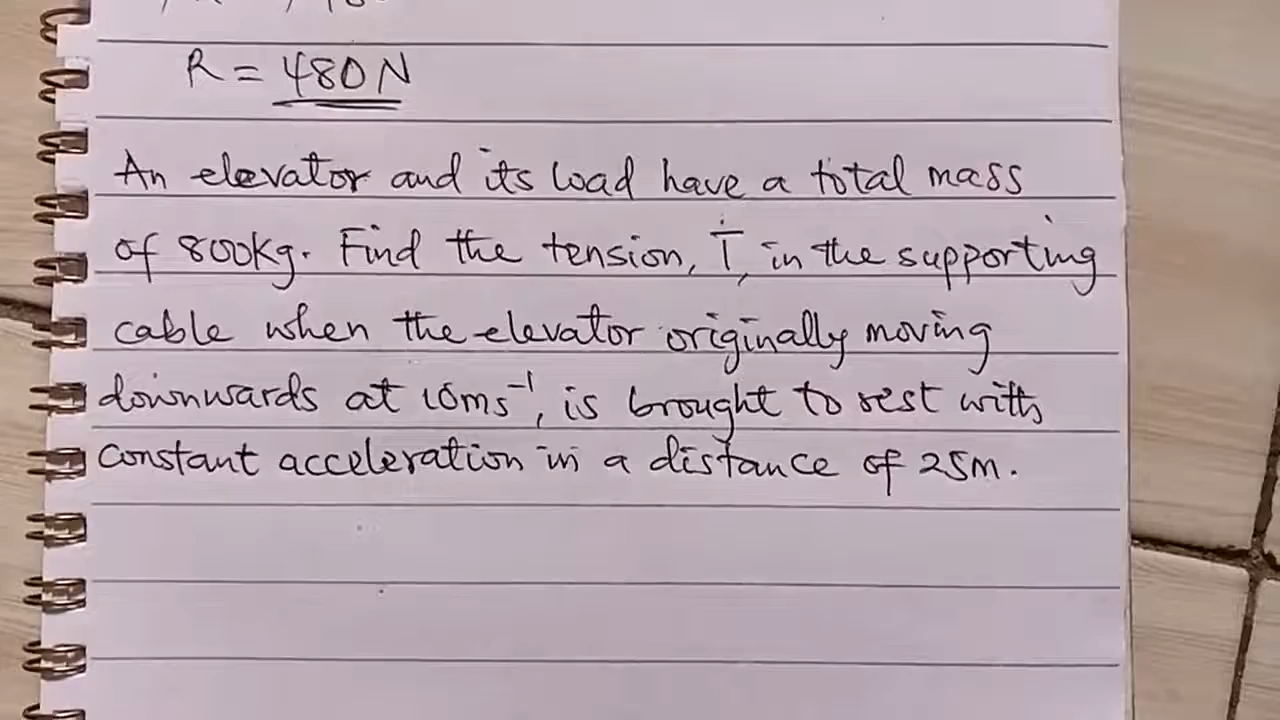 R = 480N
An elevator and its load have a total mass
of 800kg. Find the tension, T, in the supporting
cable when the elevator originally moving
downwards at 10ms⁻¹, is brought to rest with
constant acceleration in a distance of 25m.